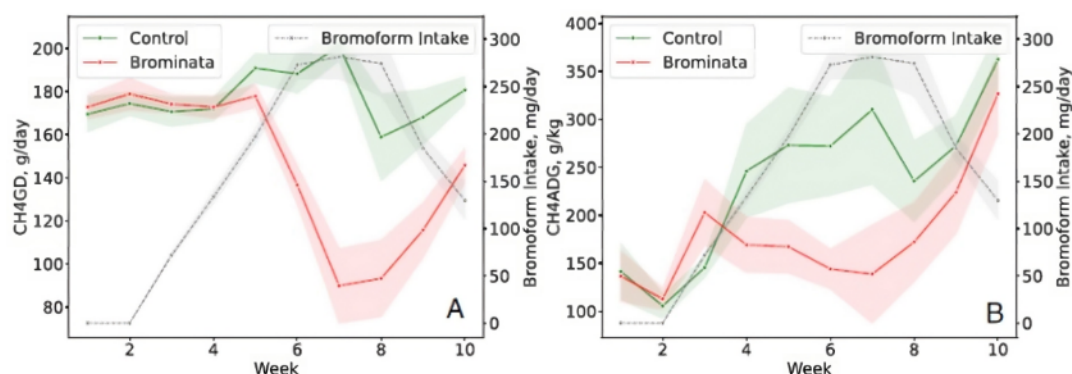 Control
Brominata
Bromoform Intake
200
180
160
140
120
100
80
CH4GD, g/day
300
250
200
150
100
50
0
Bromoform Intake, mg/day
2
4
6
8
10
Week
A
Control
Brominata
Bromoform Intake
400
350
300
250
200
150
100
CH4ADG, g/kg
300
250
200
150
100
50
0
Bromoform Intake, mg/day
2
4
6
8
10
Week
B